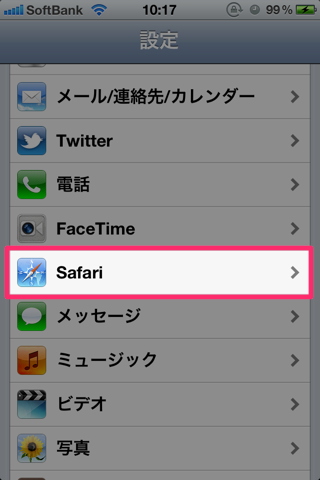 SoftBank 10:17 99%
設定
メール/連絡先/カレンダー
Twitter
電話
FaceTime
Safari
メッセージ
ミュージック
ビデオ
写真